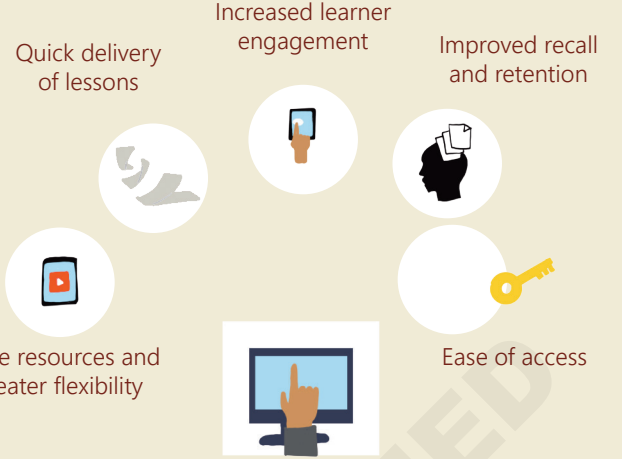 Increased learner
engagement
Quick delivery
of lessons
Improved recall
and retention
resources and
flexibility
Ease of access